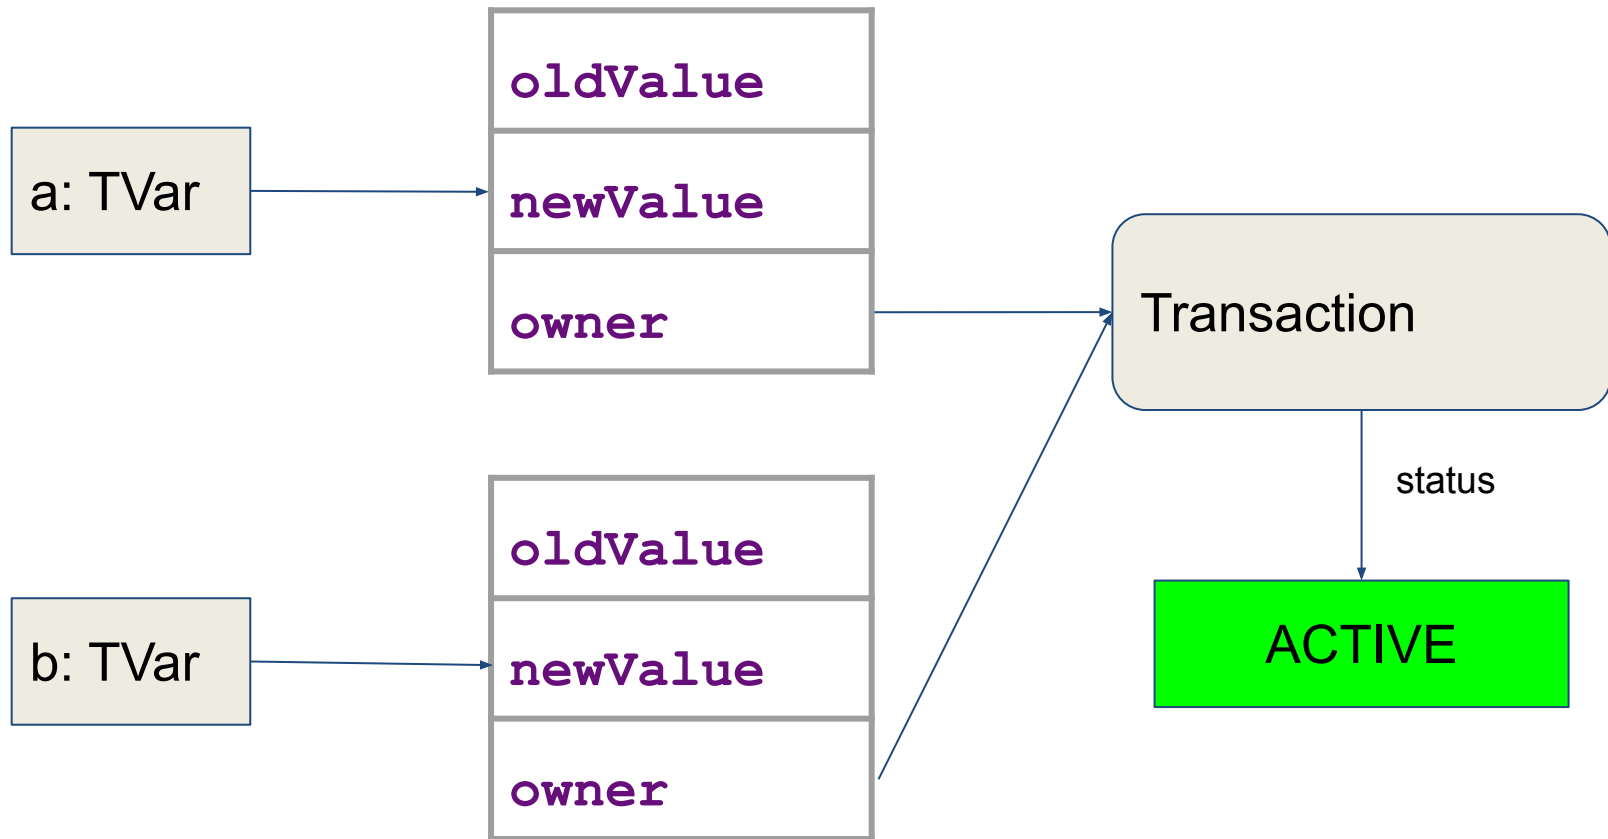 oldValue
a: TVar
newValue
owner
Transaction
status
oldValue
b: TVar
newValue
ACTIVE
owner